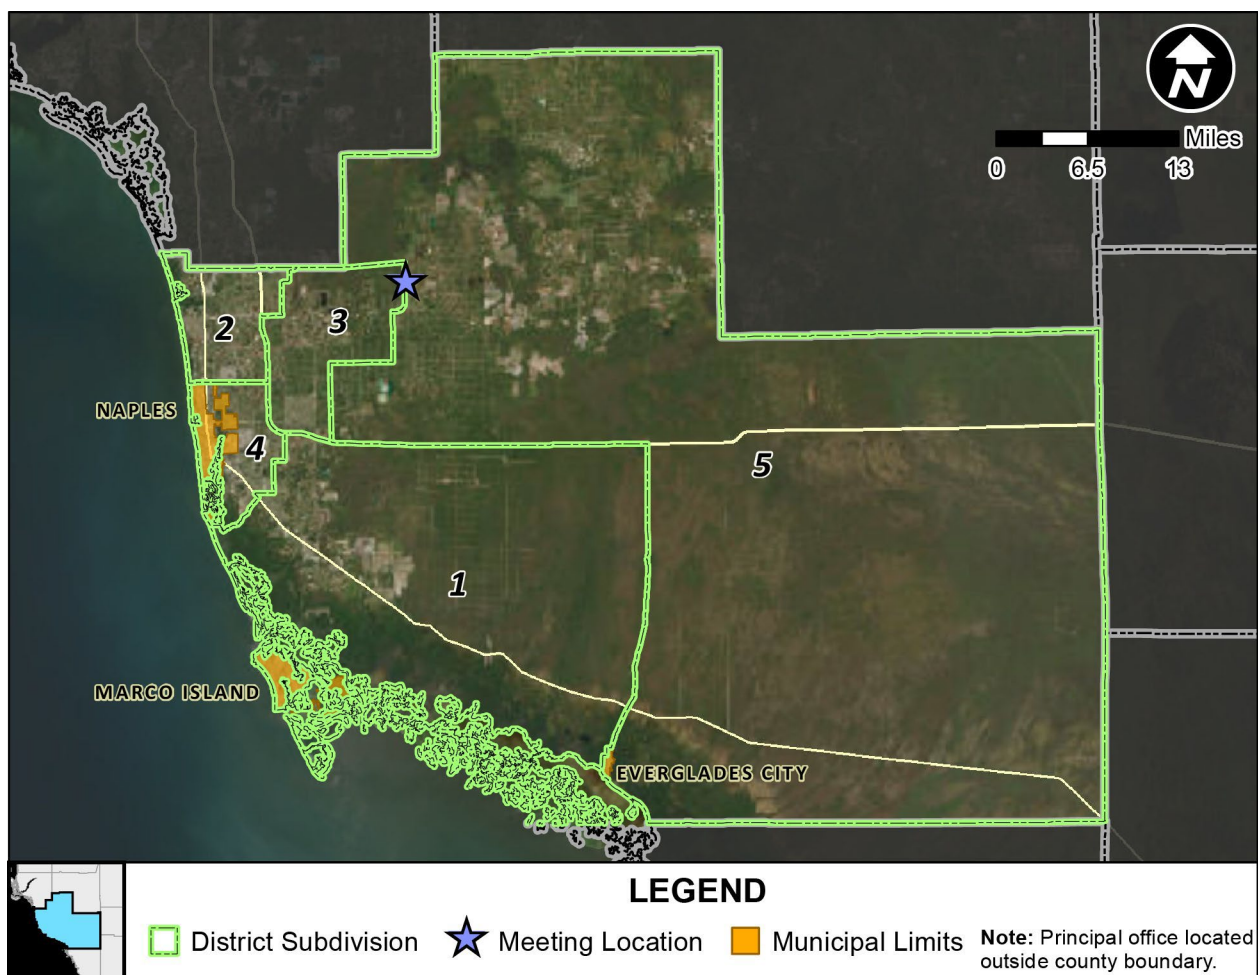 N
Miles
0 6.5 13
2
3
NAPLES
4
5
1
MARCO ISLAND
EVERGLADES CITY
LEGEND
District Subdivision
Meeting Location
Municipal Limits
Note: Principal office located
outside county boundary.